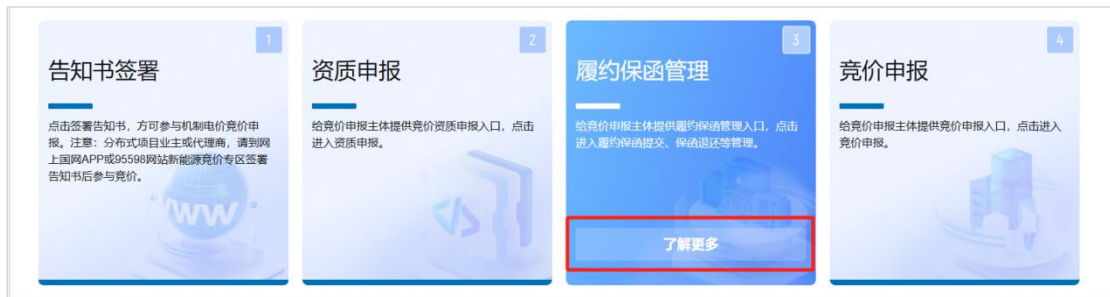 1
告知书签署
点击签署告知书，方可参与机制电价竞价申
报。注意：分布式项目业主或代理商，请到网
上国网APP或95598网站新能源竞价专区签署
告知书后参与竞价。
WW
2
资质申报
给竞价申报主体提供竞价资质申报入口，点击
进入资质申报。
3
履约保函管理
给竞价申报主体提供履约保函管理入口，点击
进入履约保函提交、保函退还等管理。
了解更多
4
竞价申报
给竞价申报主体提供竞价申报入口，点击进入
竞价申报。